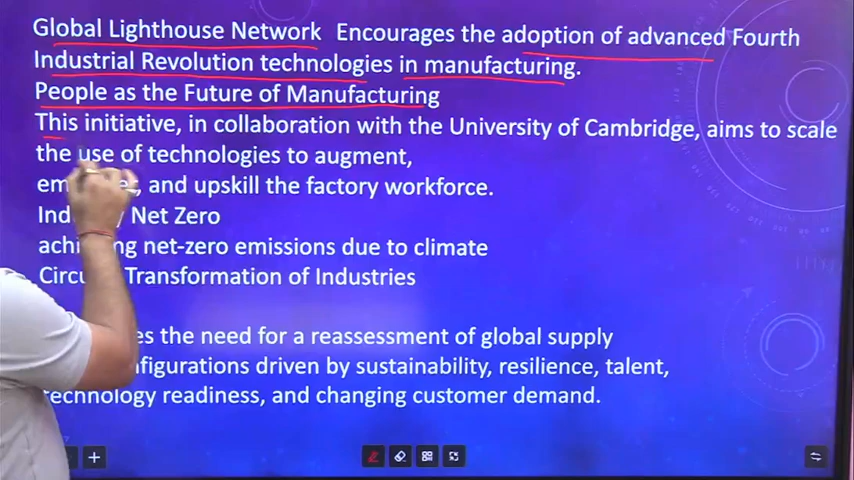 Global Lighthouse Network Encourages the adoption of advanced Fourth
Industrial Revolution technologies in manufacturing.
People as the Future of Manufacturing
This initiative, in collaboration with the University of Cambridge, aims to scale
the use of technologies to augment,
and upskill the factory workforce.
Net Zero
net-zero emissions due to climate
Transformation of Industries
the need for a reassessment of global supply
driven by sustainability, resilience, talent,
technology readiness, and changing customer demand.